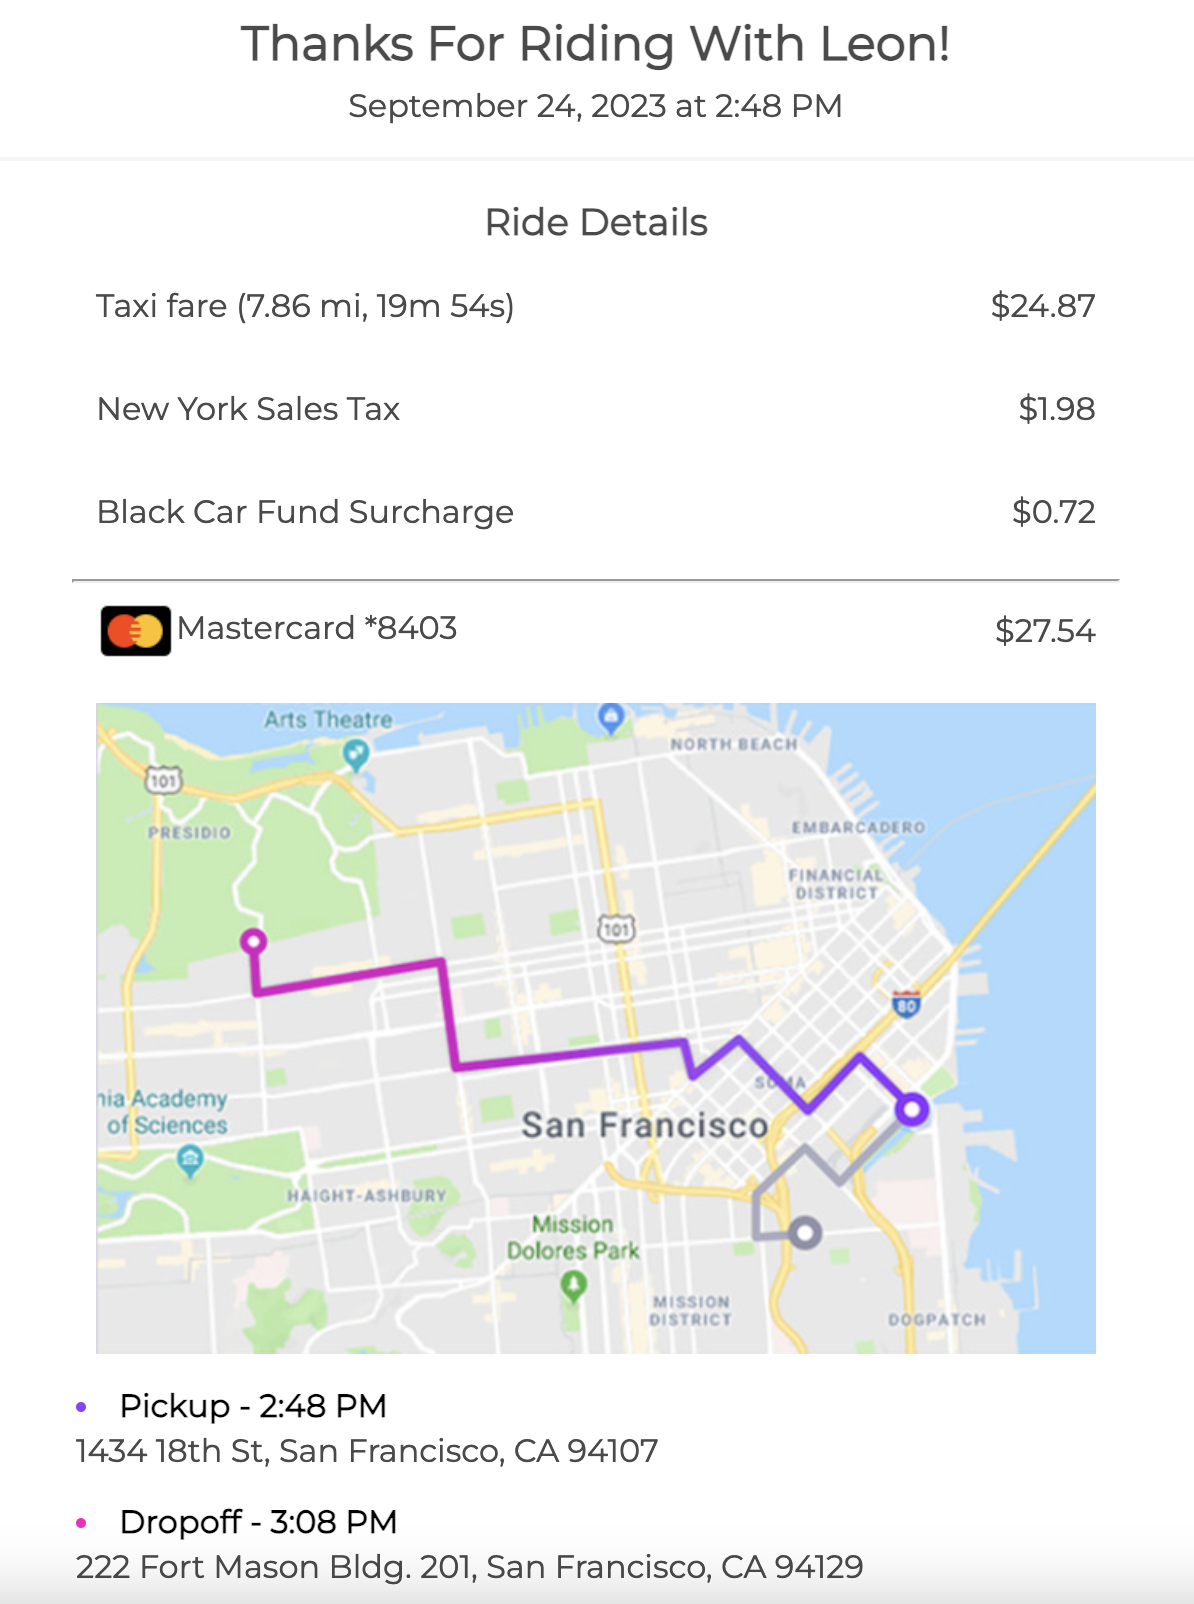 Thanks For Riding With Leon!
September 24, 2023 at 2:48 PM
Ride Details
Taxi fare (7.86 mi, 19m 54s) $24.87
New York Sales Tax $1.98
Black Car Fund Surcharge $0.72
Mastercard *8403 $27.54
Arts Theatre
NORTH BEACH
101
PRESIDIO
EMBARCADERO
FINANCIAL
DISTRICT
101
80
SOMA
nia Academy
of Sciences
San Francisco
HAIGHT-ASHBURY
Mission
Dolores Park
MISSION
DISTRICT
DOGPATCH
Pickup - 2:48 PM
1434 18th St, San Francisco, CA 94107
Dropoff - 3:08 PM
222 Fort Mason Bldg. 201, San Francisco, CA 94129